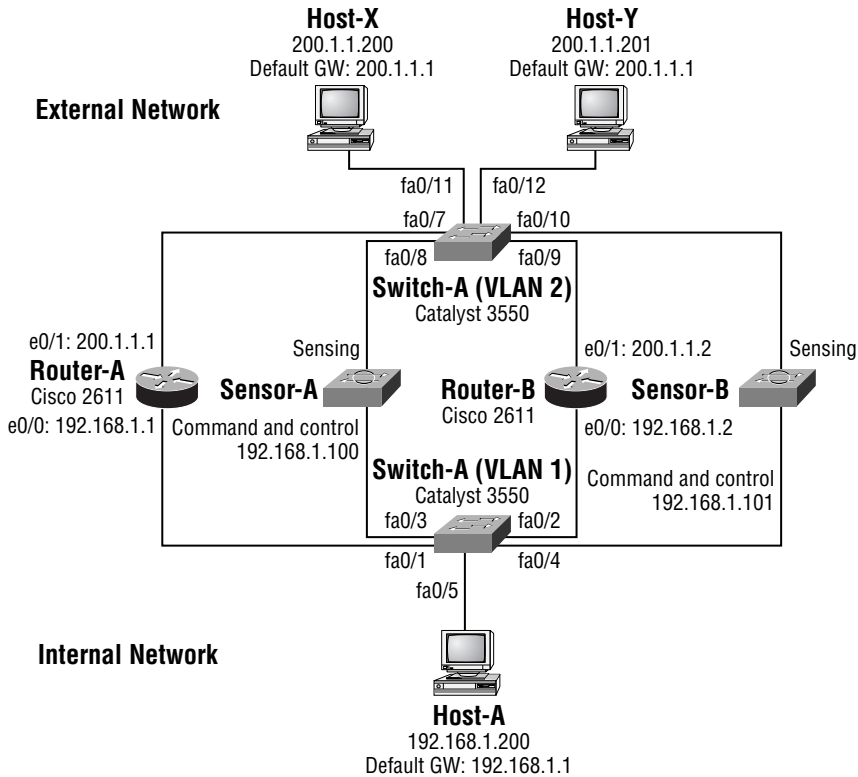 Host-X
200.1.1.200
Default GW: 200.1.1.1
Host-Y
200.1.1.201
Default GW: 200.1.1.1
External Network
fa0/11
fa0/12
fa0/7
fa0/10
fa0/8
fa0/9
Switch-A (VLAN 2)
Catalyst 3550
e0/1: 200.1.1.1
Router-A
Cisco 2611
e0/0: 192.168.1.1
Sensing
Sensor-A
Command and control
192.168.1.100
e0/1: 200.1.1.2
Router-B
Cisco 2611
e0/0: 192.168.1.2
Sensing
Sensor-B
Command and control
192.168.1.101
Switch-A (VLAN 1)
Catalyst 3550
fa0/3
fa0/2
fa0/1
fa0/4
fa0/5
Internal Network
Host-A
192.168.1.200
Default GW: 192.168.1.1